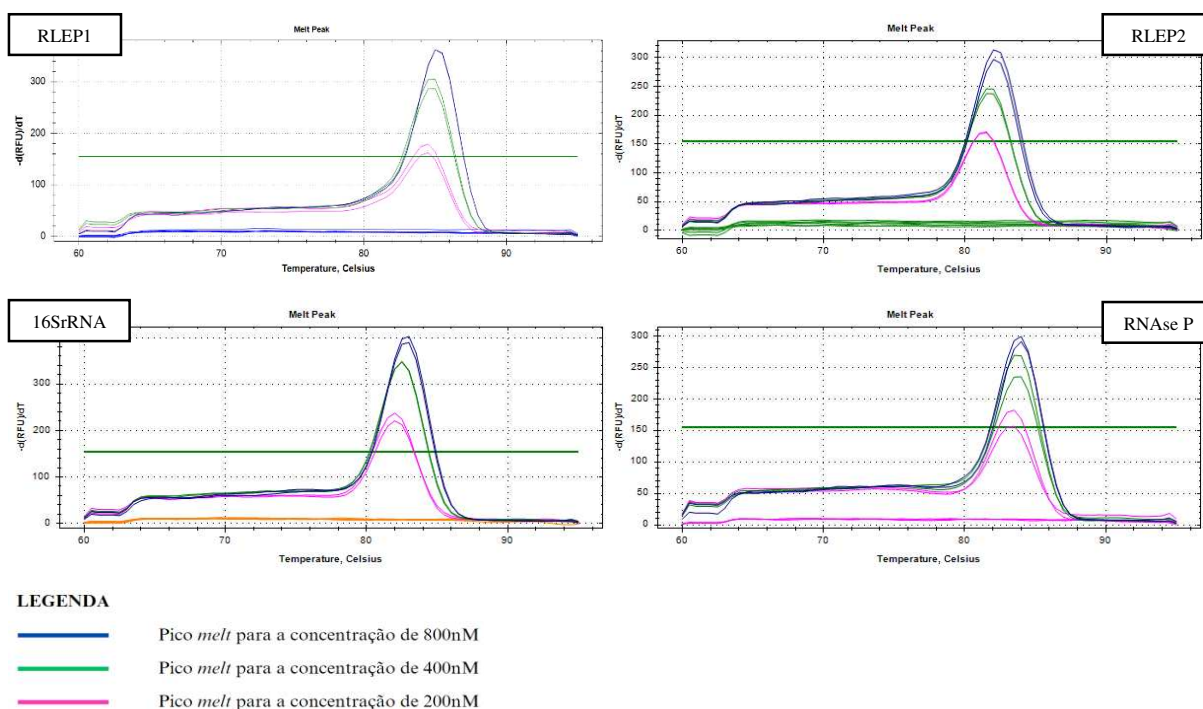 RLEP1
Melt Peak
-d(RFU)/dT
300
200
100
0
60
70
80
90
Temperature, Celsius
RLEP2
Melt Peak
-d(RFU)/dT
300
250
200
150
100
50
0
60
70
80
90
Temperature, Celsius
16SrRNA
Melt Peak
-d(RFU)/dT
400
300
200
100
0
60
70
80
90
Temperature, Celsius
RNAse P
Melt Peak
-d(RFU)/dT
300
250
200
150
100
50
0
60
70
80
90
Temperature, Celsius
LEGENDA
Pico melt para a concentração de 800nM
Pico melt para a concentração de 400nM
Pico melt para a concentração de 200nM